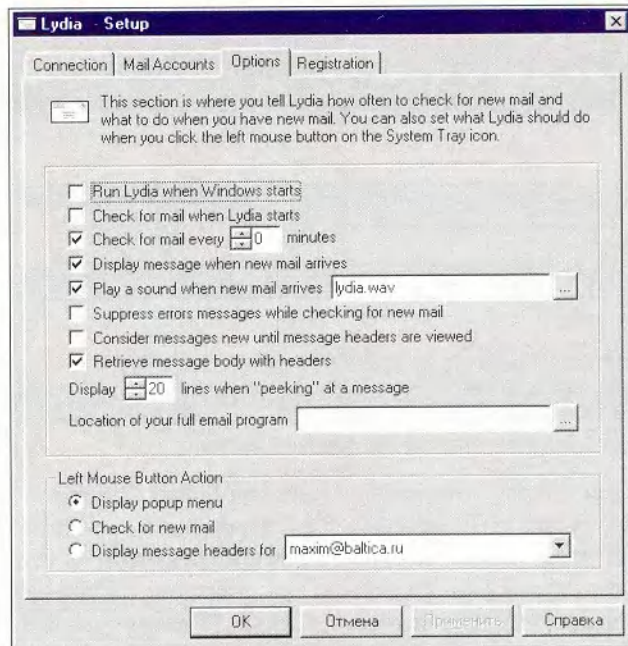 Lydia - Setup
Connection Mail Accounts Options Registration
This section is where you tell Lydia how often to check for new mail and
what to do when you have new mail. You can also set what Lydia should do
when you click the left mouse button on the System Tray icon.
Run Lydia when Windows starts
Check for mail when Lydia starts
Check for mail every 0 minutes
Display message when new mail arrives
Play a sound when new mail arrives lydia.wav ...
Suppress errors messages while checking for new mail
Consider messages new until message headers are viewed
Retrieve message body with headers
Display 20 lines when "peeking" at a message
Location of your full email program ...
Left Mouse Button Action
Display popup menu
Check for new mail
Display message headers for maxim@baltica.ru
OK Отмена Применить Справка